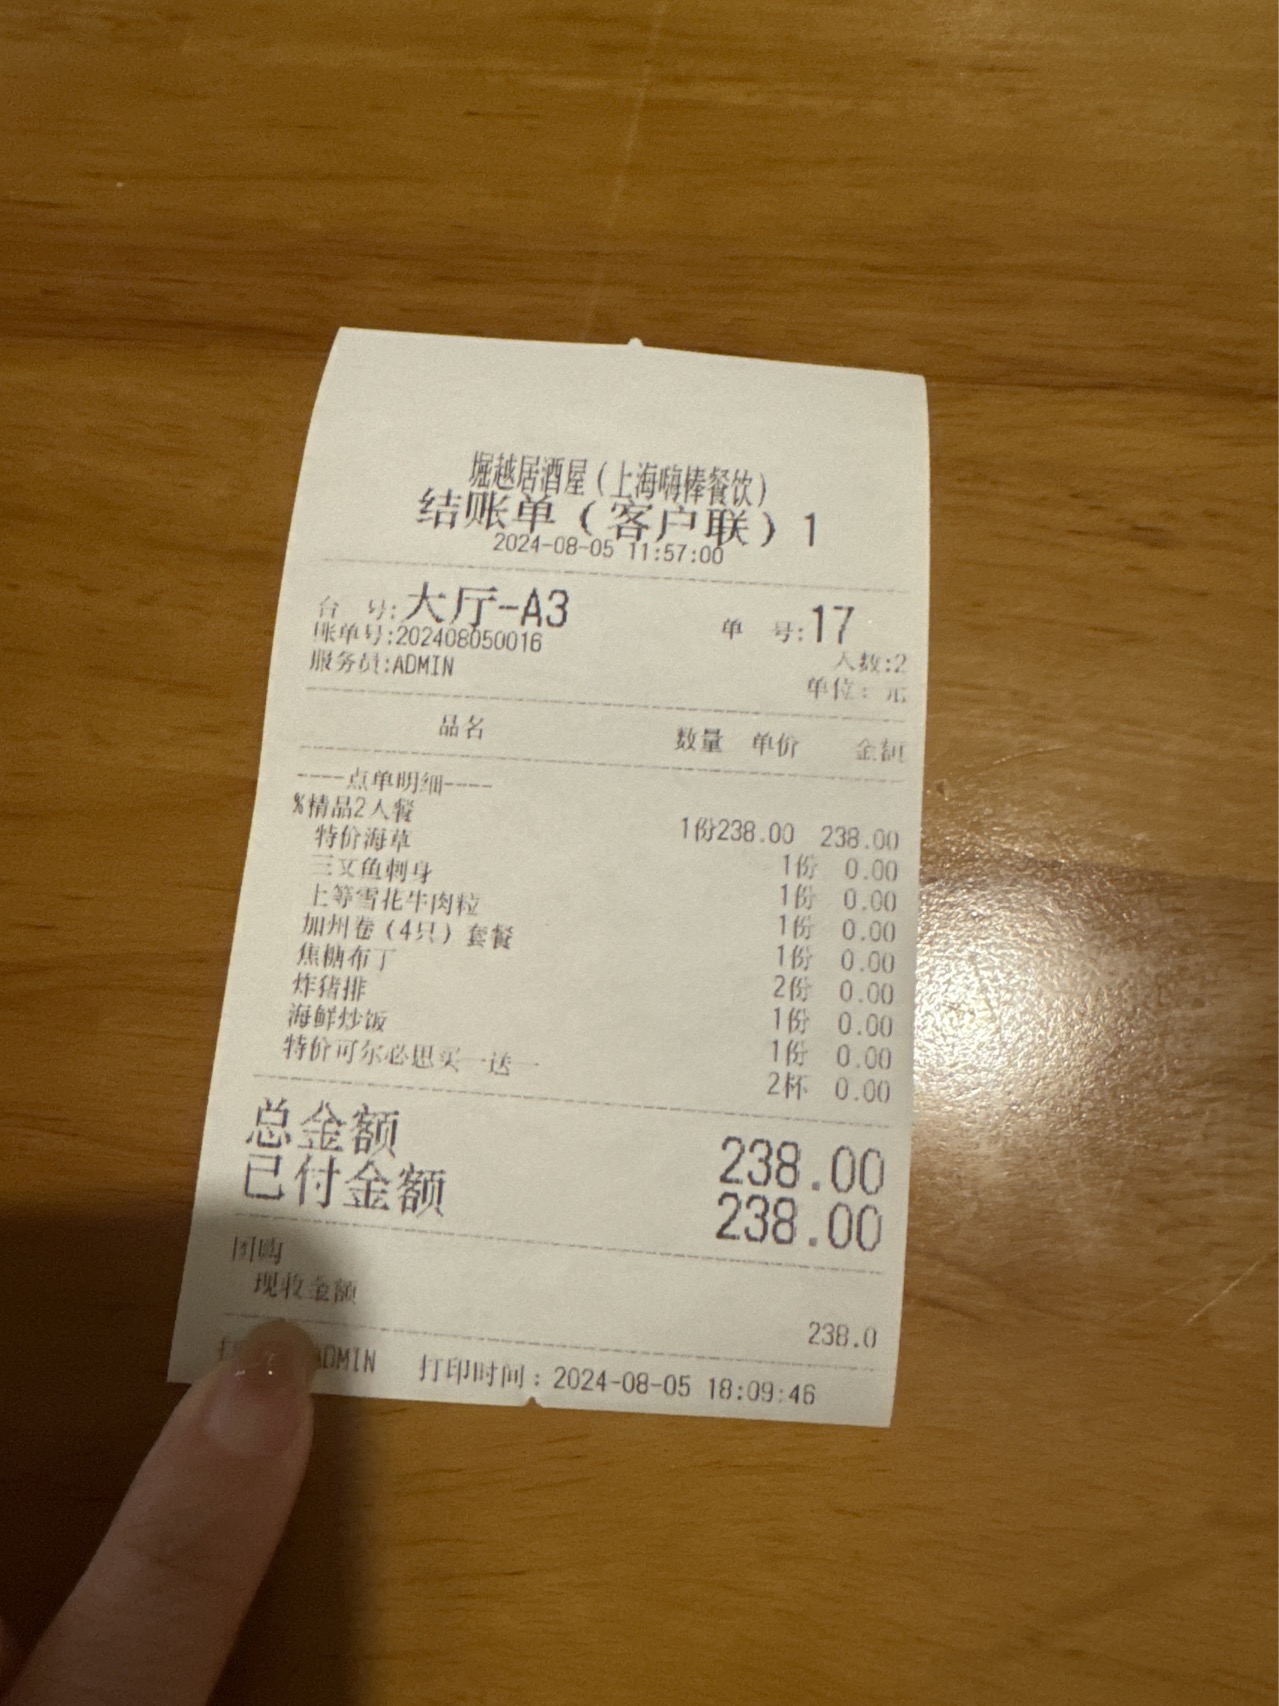 堀越居酒屋（上海嗨棒餐饮）
结账单（客户联）1
2024-08-05 11:57:00
台 号:大厅-A3 单 号:17
账单号:202408050016
人数:2
服务员:ADMIN
单位：元
品名 数量 单价 金额
----点单明细----
%精品2人餐 1份238.00 238.00
特价海草 1份 0.00
三文鱼刺身 1份 0.00
上等雪花牛肉粒 1份 0.00
加州卷（4只）套餐 1份 0.00
焦糖布丁 2份 0.00
炸猪排 1份 0.00
海鲜炒饭 1份 0.00
特价可尔必思买一送一 2杯 0.00
总金额 238.00
已付金额 238.00
团购
现收金额 238.0
ADMIN 打印时间：2024-08-05 18:09:46